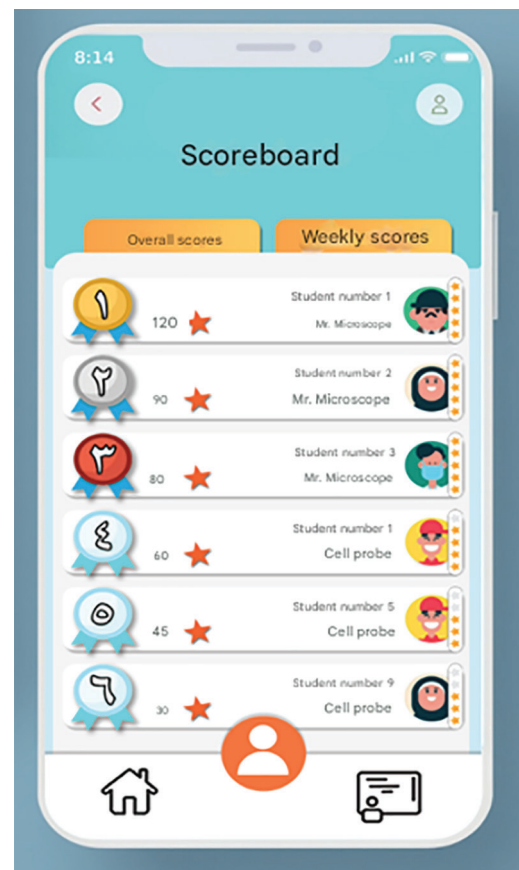 8:14
Scoreboard
Overall scores
Weekly scores
١
120
Student number 1
Mr. Microscope
٢
90
Student number 2
Mr. Microscope
٣
80
Student number 3
Mr. Microscope
٤
60
Student number 1
Cell probe
٥
45
Student number 5
Cell probe
٦
30
Student number 9
Cell probe